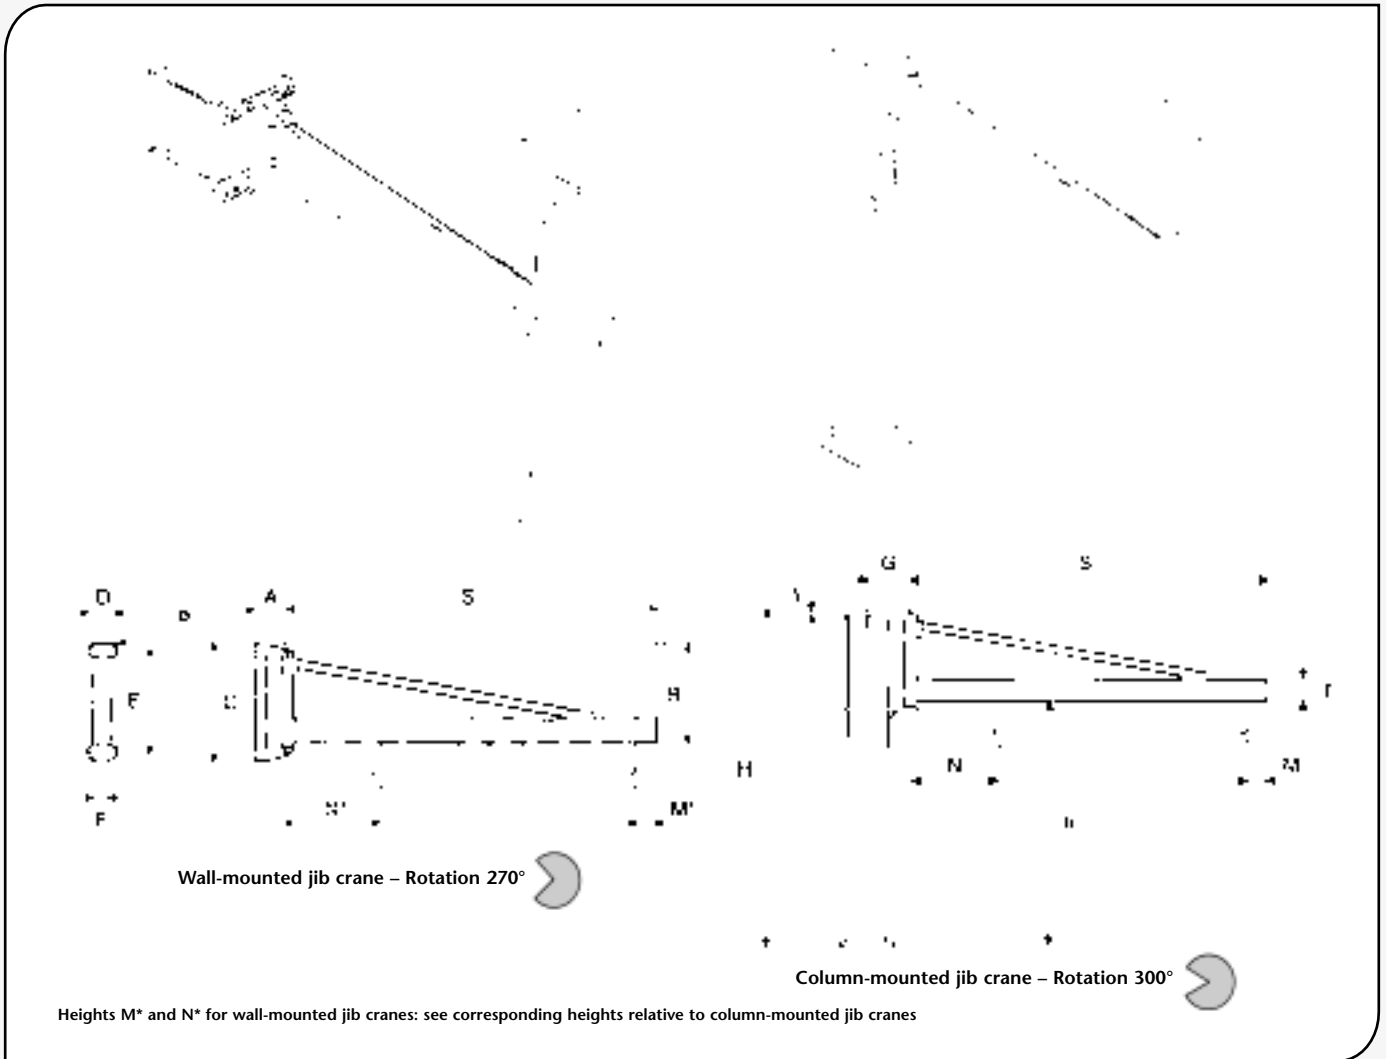 G S
D A S
E
B
H
N M
N* M*
F
h
Wall-mounted jib crane – Rotation 270°
Column-mounted jib crane – Rotation 300°
Heights M* and N* for wall-mounted jib cranes: see corresponding heights relative to column-mounted jib cranes